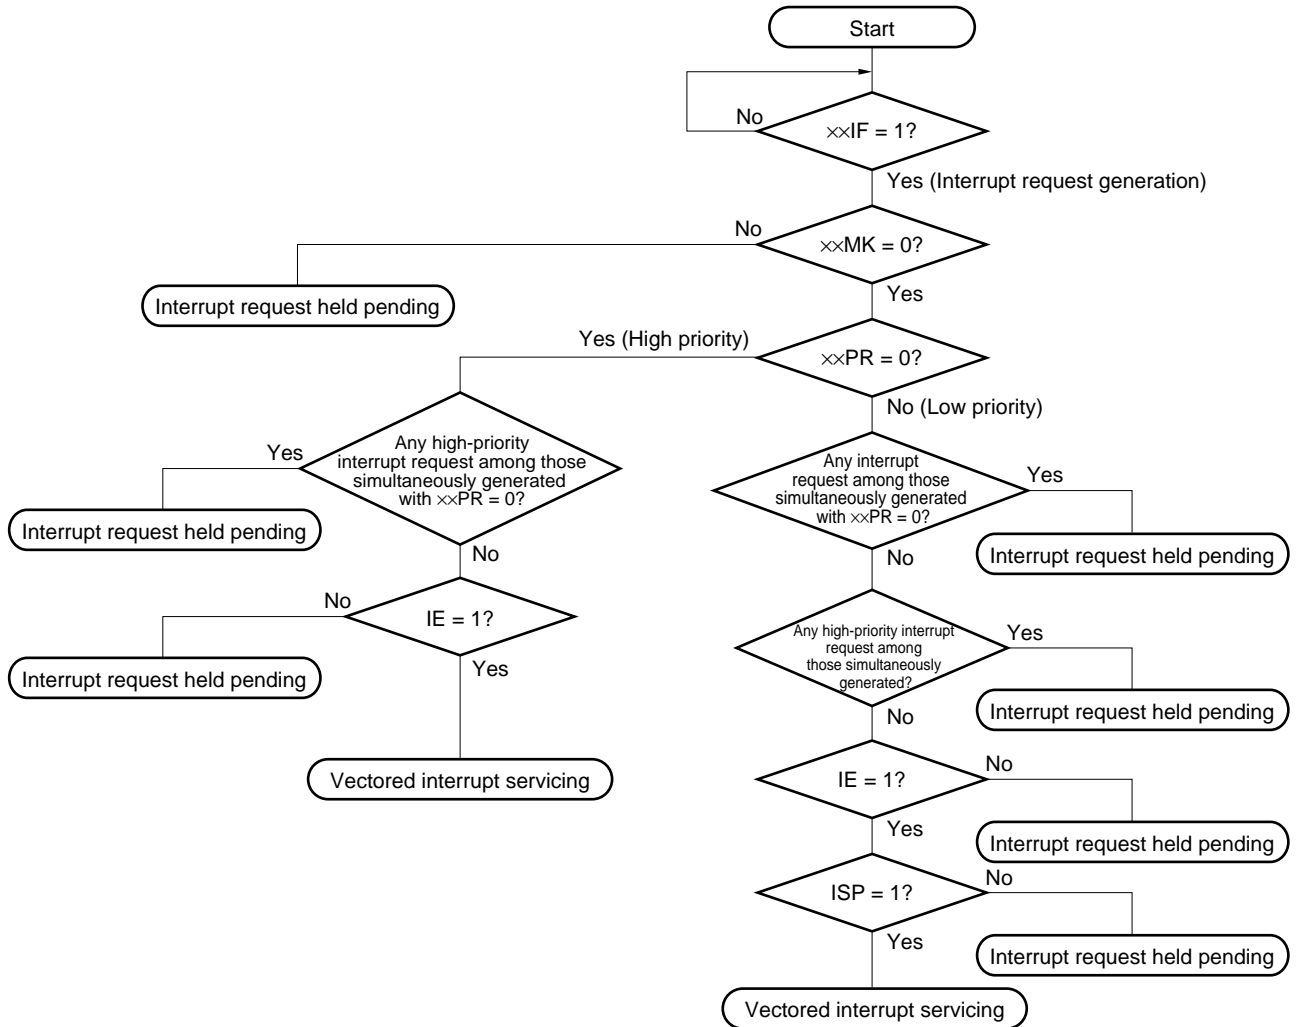 Start
No
××IF = 1?
Yes (Interrupt request generation)
No
××MK = 0?
Interrupt request held pending
Yes
Yes (High priority)
××PR = 0?
No (Low priority)
Yes
Any high-priority
interrupt request among those
simultaneously generated
with ××PR = 0?
Any interrupt
request among those
simultaneously generated
with ××PR = 0?
Yes
Interrupt request held pending
No
Interrupt request held pending
No
No
IE = 1?
Yes
Interrupt request held pending
Any high-priority interrupt
request among
those simultaneously
generated?
Yes
Interrupt request held pending
No
Vectored interrupt servicing
IE = 1?
No
Yes
Interrupt request held pending
ISP = 1?
No
Yes
Interrupt request held pending
Vectored interrupt servicing